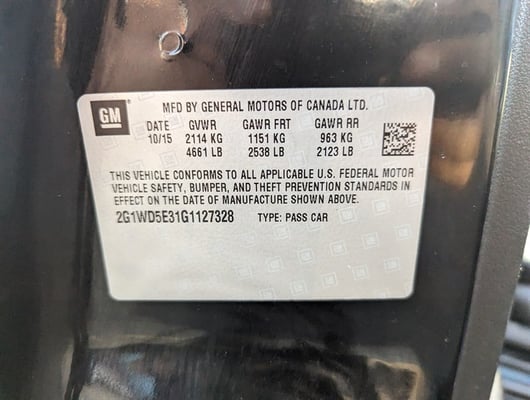 GM
MFD BY GENERAL MOTORS OF CANADA LTD.
DATE GVWR GAWR FRT GAWR RR
10/15 2114 KG 1151 KG 963 KG
4661 LB 2538 LB 2123 LB
THIS VEHICLE CONFORMS TO ALL APPLICABLE U.S. FEDERAL MOTOR
VEHICLE SAFETY, BUMPER, AND THEFT PREVENTION STANDARDS IN
EFFECT ON THE DATE OF MANUFACTURE SHOWN ABOVE.
2G1WD5E31G1127328 TYPE: PASS CAR